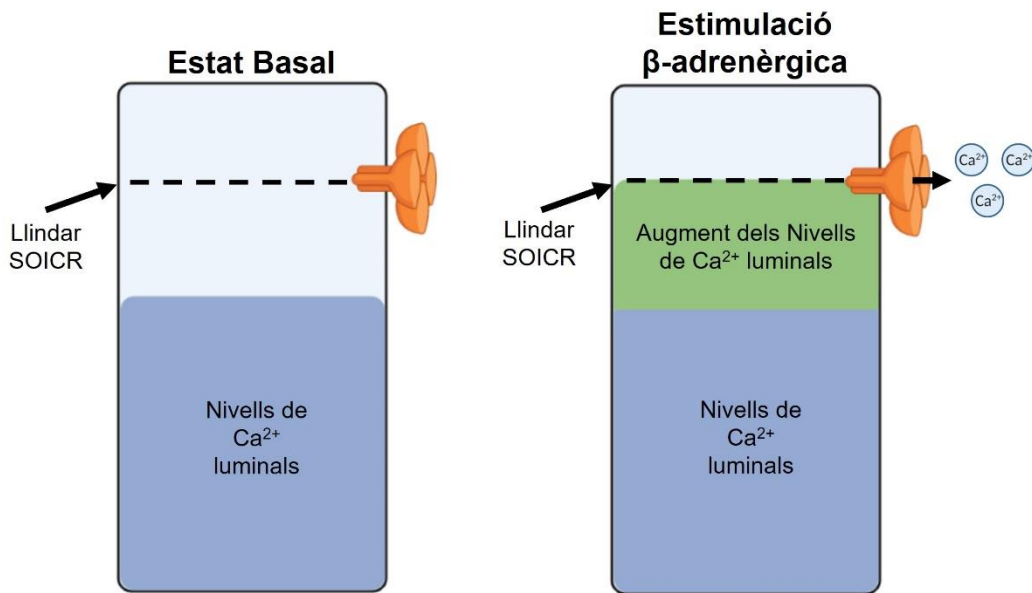 Estat Basal
Llindar
SOICR
Nivells de
Ca²⁺
luminals
Estimulació
β-adrenèrgica
Llindar
SOICR
Augment dels Nivells
de Ca²⁺ luminals
Nivells de
Ca²⁺
luminals
Ca²⁺
Ca²⁺
Ca²⁺